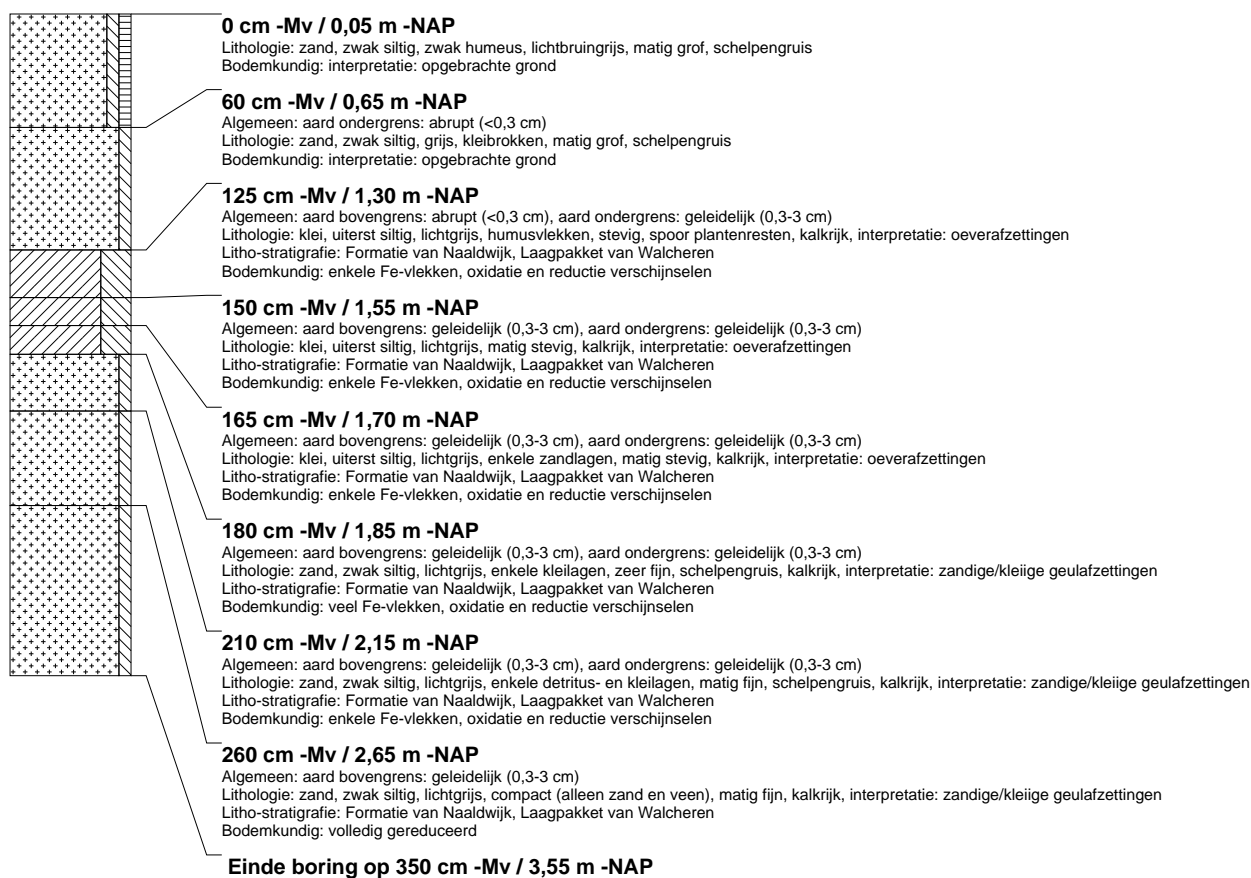 0 cm -Mv / 0,05 m -NAP
Lithologie: zand, zwak siltig, zwak humeus, lichtbruingrijs, matig grof, schelpengruis
Bodemkundig: interpretatie: opgebrachte grond
60 cm -Mv / 0,65 m -NAP
Algemeen: aard ondergrens: abrupt (<0,3 cm)
Lithologie: zand, zwak siltig, grijs, kleibrokken, matig grof, schelpengruis
Bodemkundig: interpretatie: opgebrachte grond
125 cm -Mv / 1,30 m -NAP
Algemeen: aard bovengrens: abrupt (<0,3 cm), aard ondergrens: geleidelijk (0,3-3 cm)
Lithologie: klei, uiterst siltig, lichtgrijs, humusvlekken, stevig, spoor plantenresten, kalkrijk, interpretatie: oeverafzettingen
Litho-stratigrafie: Formatie van Naaldwijk, Laagpakket van Walcheren
Bodemkundig: enkele Fe-vlekken, oxidatie en reductie verschijnselen
150 cm -Mv / 1,55 m -NAP
Algemeen: aard bovengrens: geleidelijk (0,3-3 cm), aard ondergrens: geleidelijk (0,3-3 cm)
Lithologie: klei, uiterst siltig, lichtgrijs, matig stevig, kalkrijk, interpretatie: oeverafzettingen
Litho-stratigrafie: Formatie van Naaldwijk, Laagpakket van Walcheren
Bodemkundig: enkele Fe-vlekken, oxidatie en reductie verschijnselen
165 cm -Mv / 1,70 m -NAP
Algemeen: aard bovengrens: geleidelijk (0,3-3 cm), aard ondergrens: geleidelijk (0,3-3 cm)
Lithologie: klei, uiterst siltig, lichtgrijs, enkele zandlagen, matig stevig, kalkrijk, interpretatie: oeverafzettingen
Litho-stratigrafie: Formatie van Naaldwijk, Laagpakket van Walcheren
Bodemkundig: enkele Fe-vlekken, oxidatie en reductie verschijnselen
180 cm -Mv / 1,85 m -NAP
Algemeen: aard bovengrens: geleidelijk (0,3-3 cm), aard ondergrens: geleidelijk (0,3-3 cm)
Lithologie: zand, zwak siltig, lichtgrijs, enkele kleilagen, zeer fijn, schelpengruis, kalkrijk, interpretatie: zandige/kleiige geulafzettingen
Litho-stratigrafie: Formatie van Naaldwijk, Laagpakket van Walcheren
Bodemkundig: veel Fe-vlekken, oxidatie en reductie verschijnselen
210 cm -Mv / 2,15 m -NAP
Algemeen: aard bovengrens: geleidelijk (0,3-3 cm), aard ondergrens: geleidelijk (0,3-3 cm)
Lithologie: zand, zwak siltig, lichtgrijs, enkele detritus- en kleilagen, matig fijn, schelpengruis, kalkrijk, interpretatie: zandige/kleiige geulafzettingen
Litho-stratigrafie: Formatie van Naaldwijk, Laagpakket van Walcheren
Bodemkundig: enkele Fe-vlekken, oxidatie en reductie verschijnselen
260 cm -Mv / 2,65 m -NAP
Algemeen: aard bovengrens: geleidelijk (0,3-3 cm)
Lithologie: zand, zwak siltig, lichtgrijs, compact (alleen zand en veen), matig fijn, kalkrijk, interpretatie: zandige/kleiige geulafzettingen
Litho-stratigrafie: Formatie van Naaldwijk, Laagpakket van Walcheren
Bodemkundig: volledig gereduceerd
Einde boring op 350 cm -Mv / 3,55 m -NAP